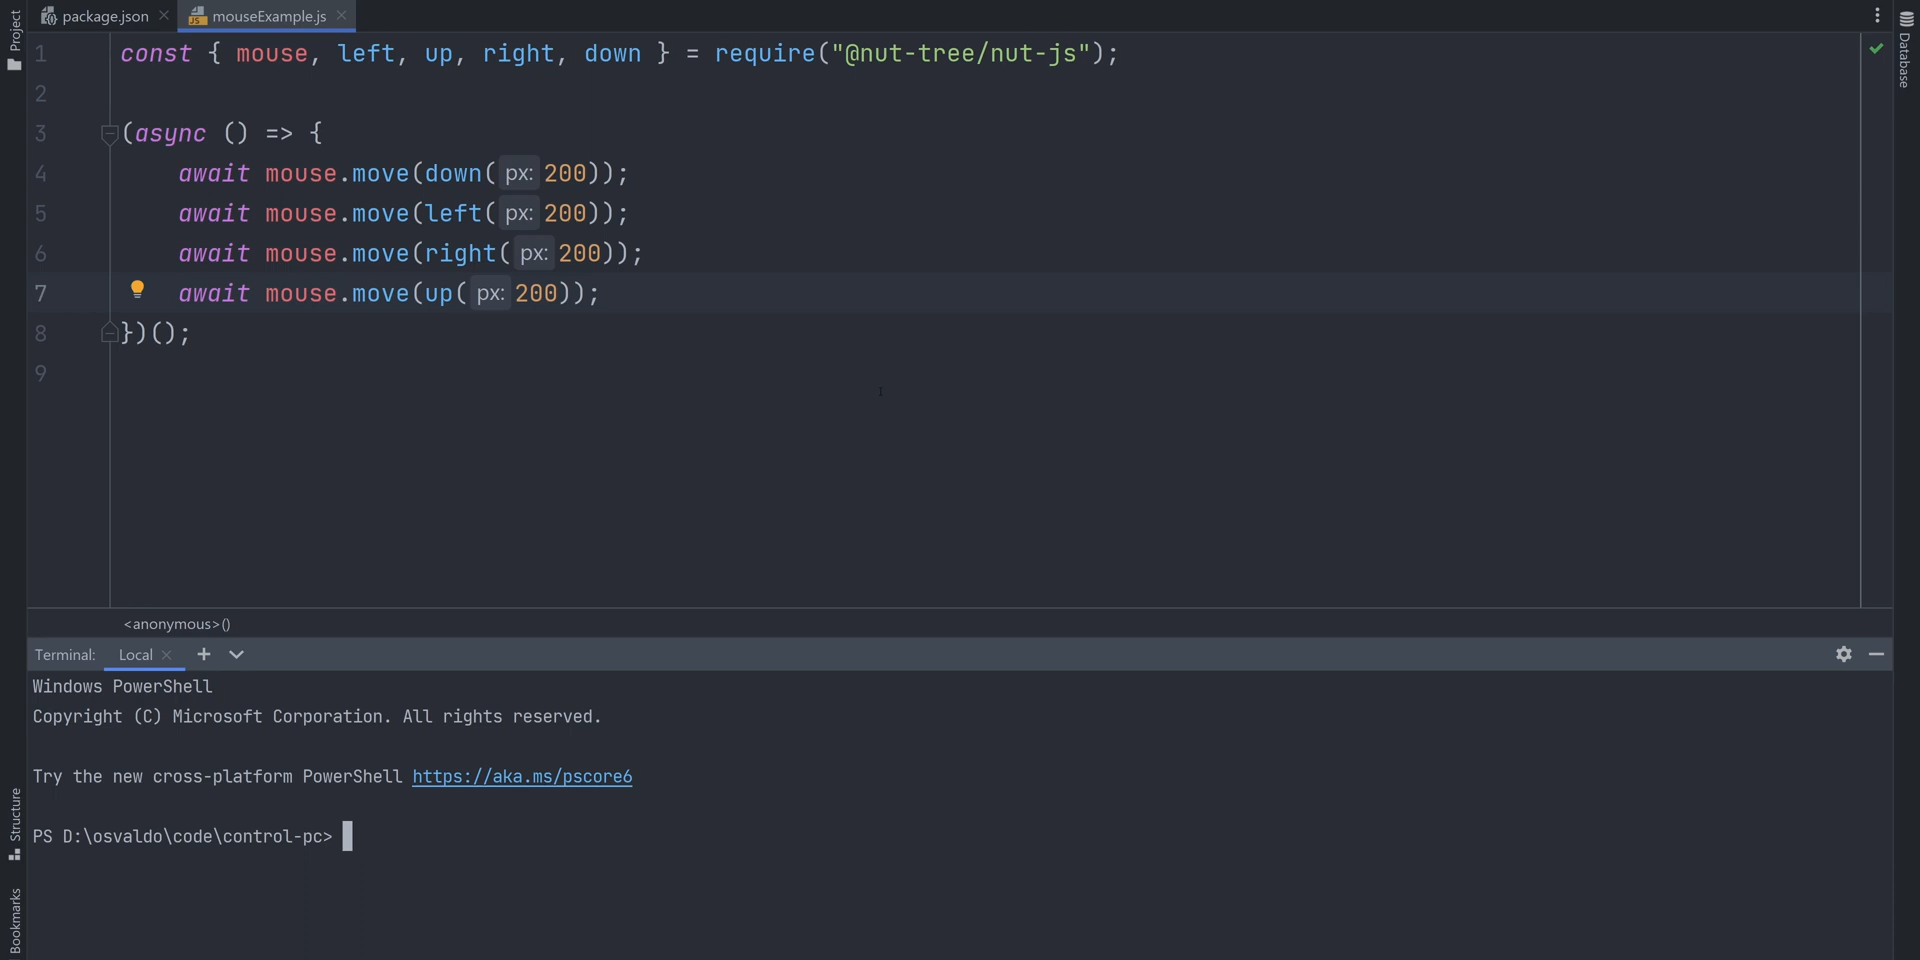 Project
package.json
mouseExample.js
Database
1 const { mouse, left, up, right, down } = require("@nut-tree/nut-js");
2
3 (async () => {
4 await mouse.move(down( px: 200));
5 await mouse.move(left( px: 200));
6 await mouse.move(right( px: 200));
7 await mouse.move(up( px: 200));
8 })();
9
<anonymous>()
Terminal: Local
Windows PowerShell
Copyright (C) Microsoft Corporation. All rights reserved.
Try the new cross-platform PowerShell https://aka.ms/pscore6
PS D:\osvaldo\code\control-pc>
Structure
Bookmarks